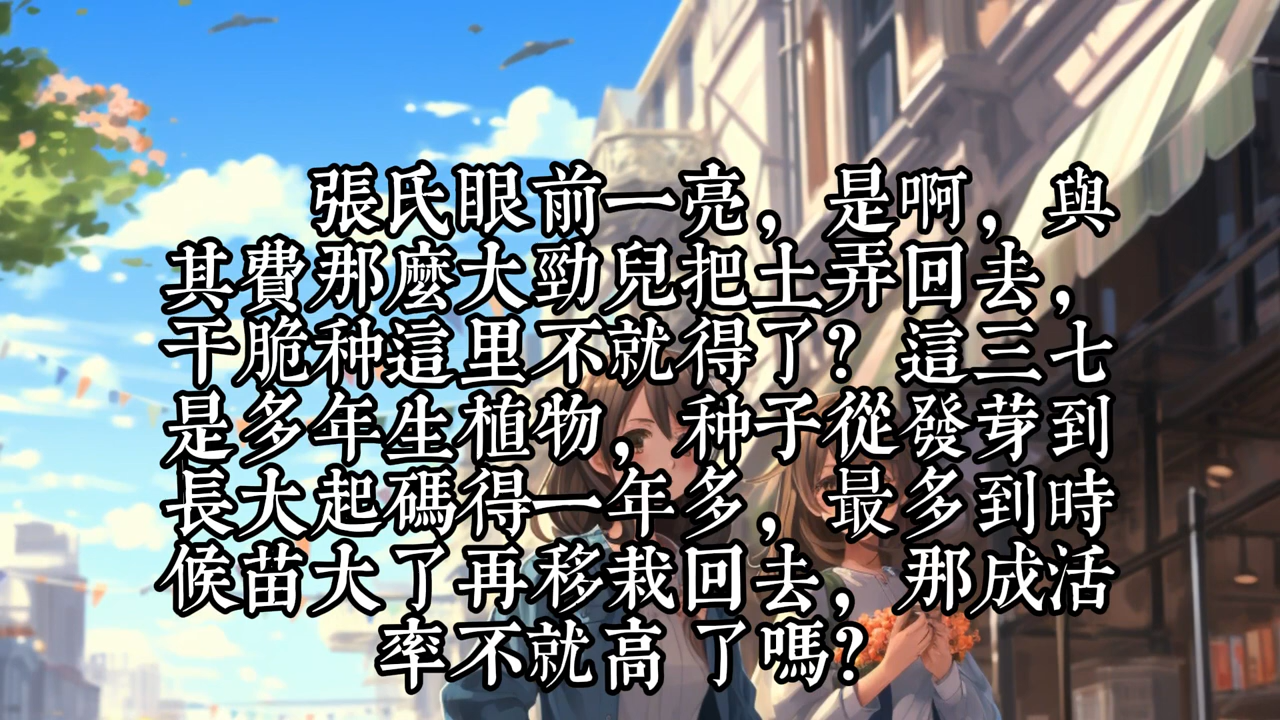 張氏眼前一亮，是啊，與
其費那麼大勁兒把土弄回去，
干脆种這里不就得了？這三七
是多年生植物，种子從發芽到
長大起碼得一年多，最多到時
候苗大了再移栽回去，那成活
率不就高了嗎？